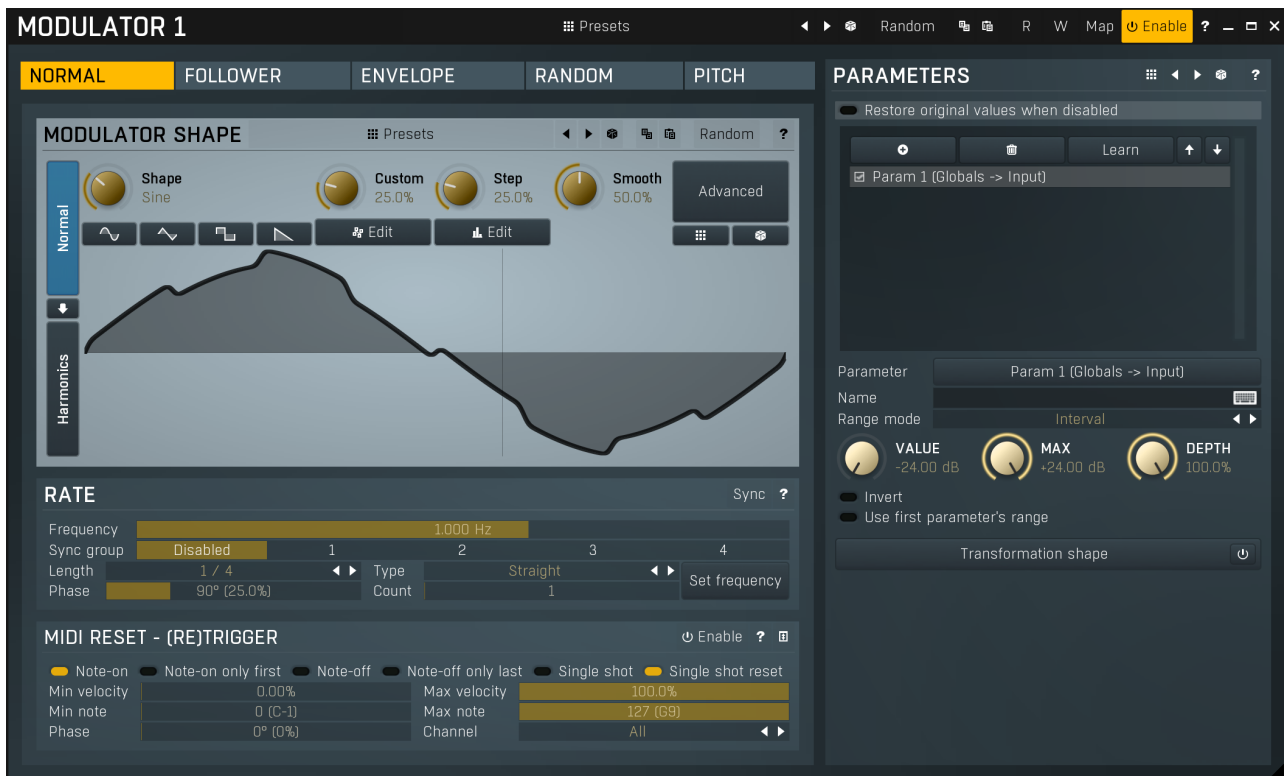 MODULATOR 1 Presets Random R W Map Enable ?
NORMAL FOLLOWER ENVELOPE RANDOM PITCH
MODULATOR SHAPE Presets Random ?
Normal
Harmonics
Shape Sine
Custom 25.0%
Step 25.0%
Smooth 50.0%
Advanced
Edit Edit
RATE Sync ?
Frequency 1.000 Hz
Sync group Disabled 1 2 3 4
Length 1 / 4 Type Straight
Set frequency
Phase 90° (25.0%) Count 1
MIDI RESET - (RE)TRIGGER Enable ?
Note-on Note-on only first Note-off Note-off only last Single shot Single shot reset
Min velocity 0.00% Max velocity 100.0%
Min note 0 (C-1) Max note 127 (G9)
Phase 0° (0%) Channel All
PARAMETERS ?
Restore original values when disabled
Learn
Param 1 (Globals -> Input)
Parameter Param 1 (Globals -> Input)
Name
Range mode Interval
VALUE -24.00 dB
MAX +24.00 dB
DEPTH 100.0%
Invert
Use first parameter's range
Transformation shape